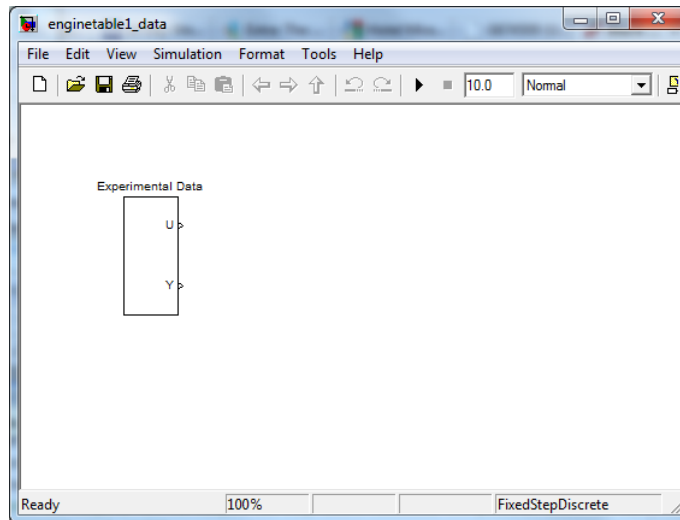 enginetable1_data
File Edit View Simulation Format Tools Help
10.0 Normal
Experimental Data
U
Y
Ready 100% FixedStepDiscrete